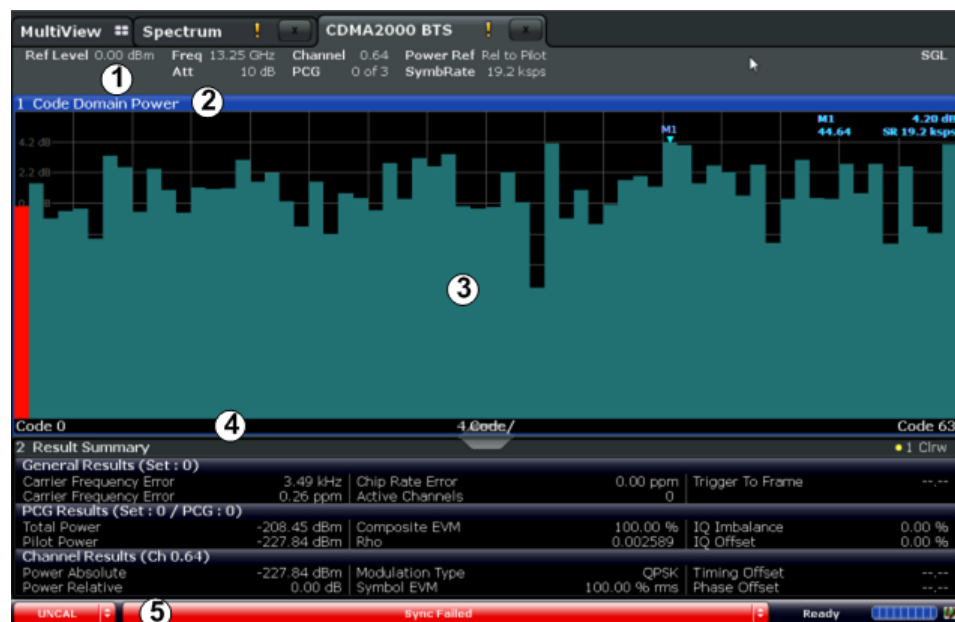 MultiView Spectrum ! x CDMA2000 BTS ! x
Ref Level 0.00 dBm Freq 13.25 GHz Channel 0.64 Power Ref Rel to Pilot SGL
1 Att 10 dB PCG 0 of 3 SymbRate 19.2 ksps
1 Code Domain Power 2
M1 4.20 dB
M1 44.64 SR 19.2 ksps
4.2 dB
2.2 dB
3
Code 0 4 Code/ Code 63
4
2 Result Summary 1 Clrw
General Results (Set : 0)
Carrier Frequency Error 3.49 kHz Chip Rate Error 0.00 ppm Trigger To Frame --.--
Carrier Frequency Error 0.26 ppm Active Channels 0
PCG Results (Set : 0 / PCG : 0)
Total Power -208.45 dBm Composite EVM 100.00 % IQ Imbalance 0.00 %
Pilot Power -227.84 dBm Rho 0.002589 IQ Offset 0.00 %
Channel Results (Ch 0.64)
Power Absolute -227.84 dBm Modulation Type QPSK Timing Offset --.--
Power Relative 0.00 dB Symbol EVM 100.00 % rms Phase Offset --.--
UNCAL 5 Sync Failed Ready